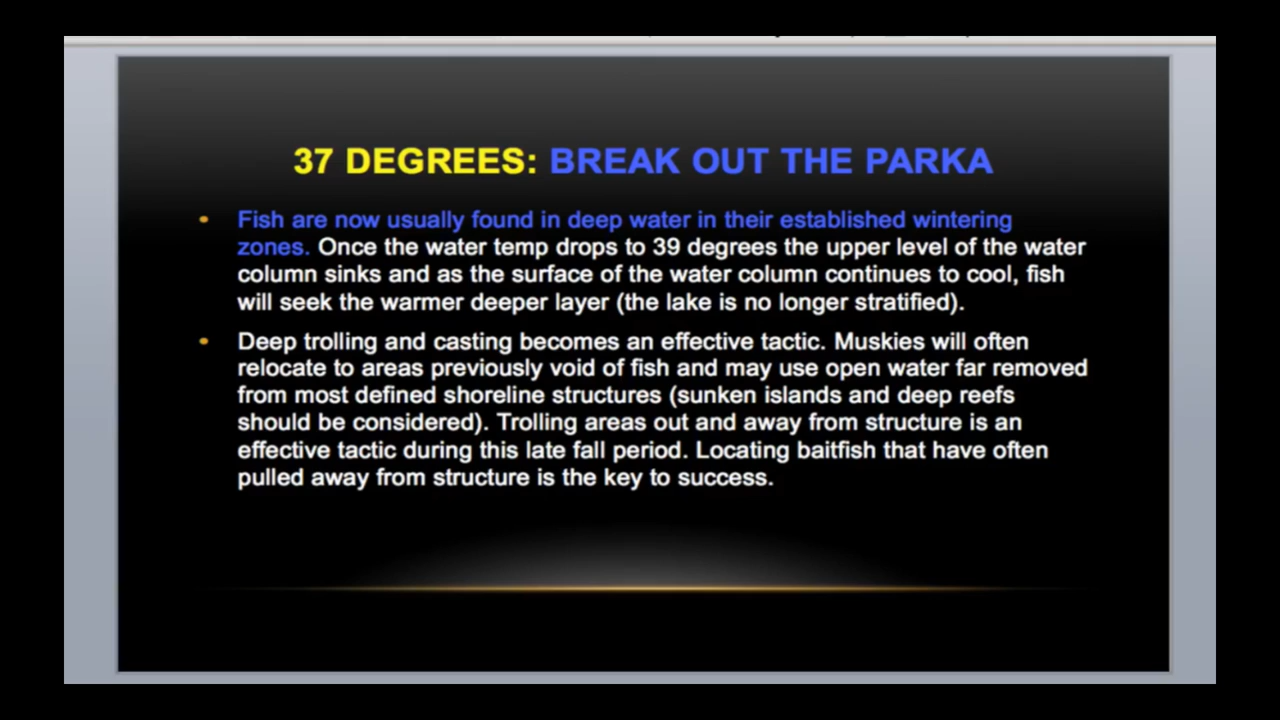 37 DEGREES: BREAK OUT THE PARKA
• Fish are now usually found in deep water in their established wintering
zones. Once the water temp drops to 39 degrees the upper level of the water
column sinks and as the surface of the water column continues to cool, fish
will seek the warmer deeper layer (the lake is no longer stratified).
• Deep trolling and casting becomes an effective tactic. Muskies will often
relocate to areas previously void of fish and may use open water far removed
from most defined shoreline structures (sunken islands and deep reefs
should be considered). Trolling areas out and away from structure is an
effective tactic during this late fall period. Locating baitfish that have often
pulled away from structure is the key to success.